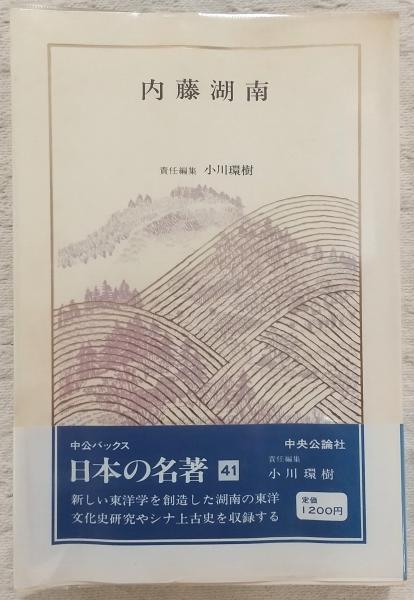 内藤湖南
責任編集 小川環樹
中公バックス
日本の名著 41
新しい東洋学を創造した湖南の東洋
文化史研究やシナ上古史を収録する
中央公論社
責任編集
小川環樹
定価
1200円